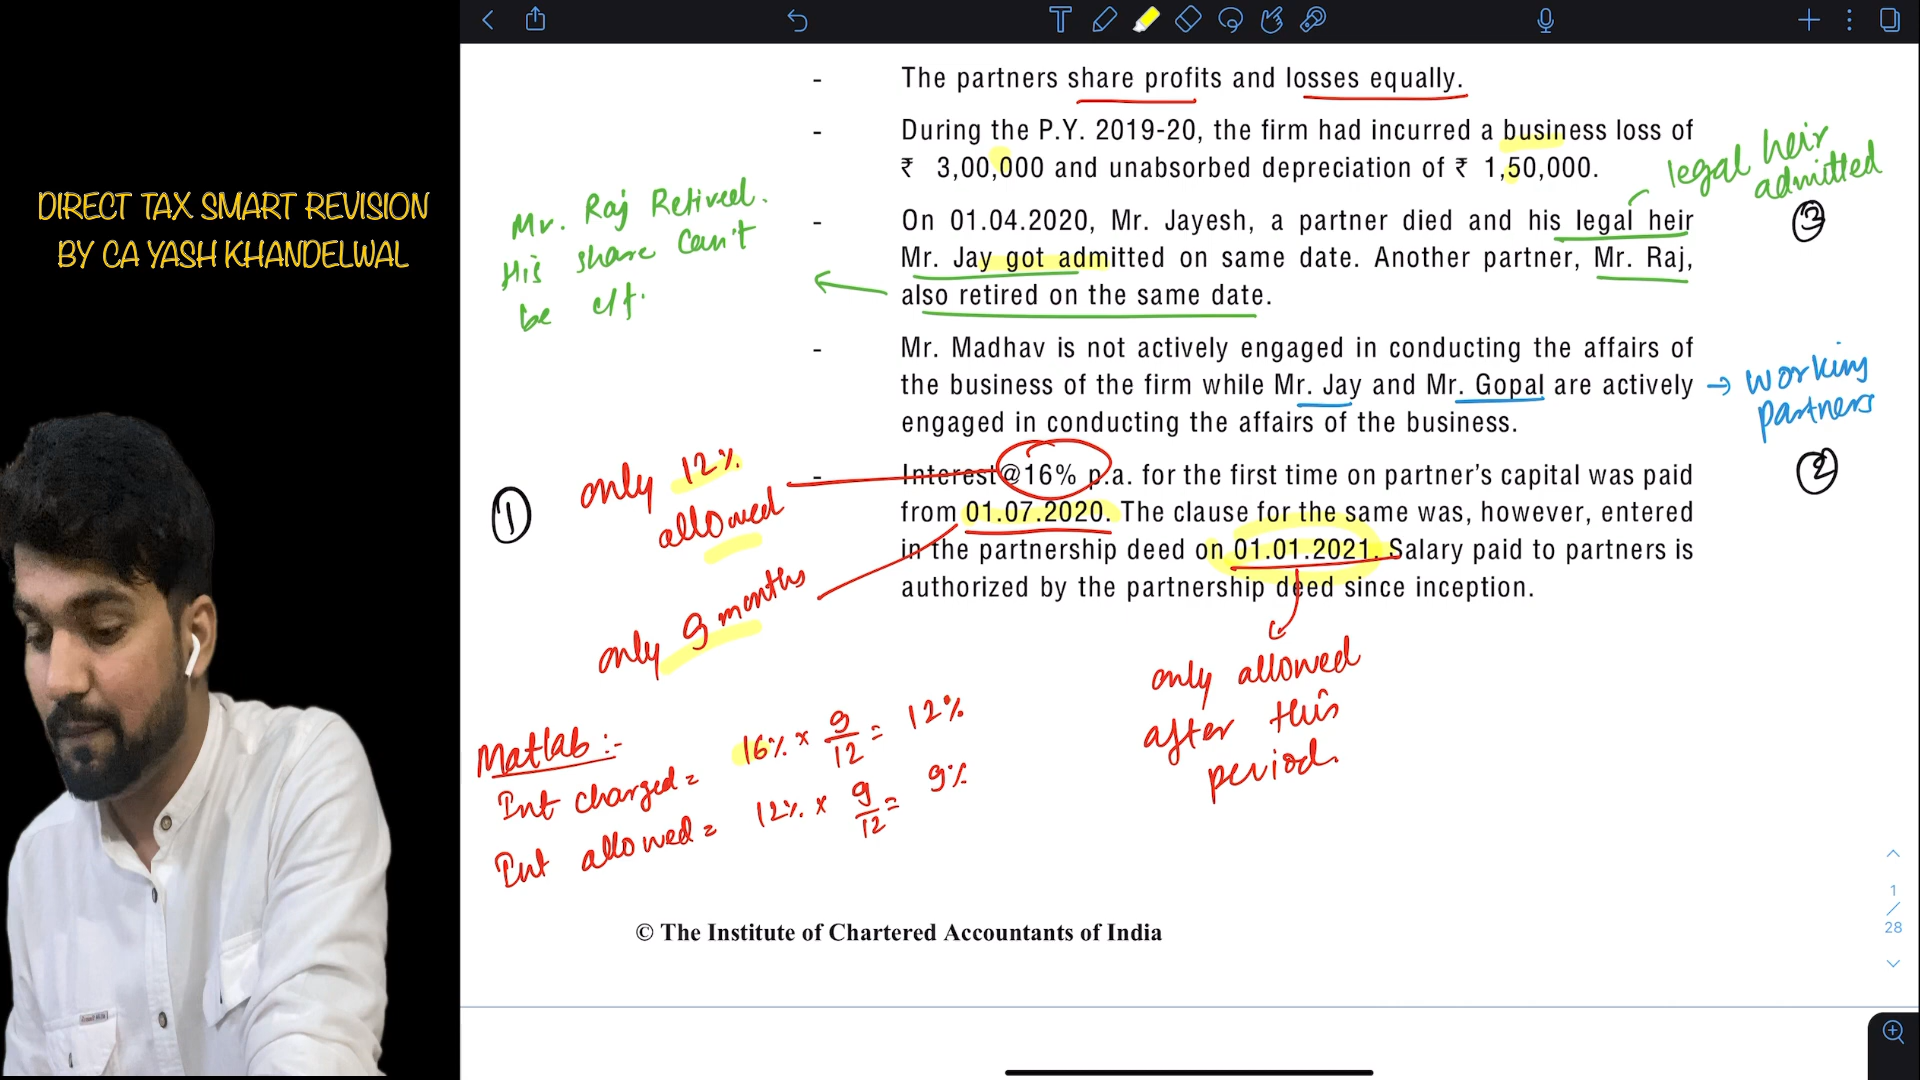 DIRECT TAX SMART REVISION
BY CA YASH KHANDELWAL
- The partners share profits and losses equally.
- During the P.Y. 2019-20, the firm had incurred a business loss of
₹ 3,00,000 and unabsorbed depreciation of ₹ 1,50,000.
legal heir
admitted
③
Mr. Raj Retired.
His share can't
be c/f.
- On 01.04.2020, Mr. Jayesh, a partner died and his legal heir
Mr. Jay got admitted on same date. Another partner, Mr. Raj,
also retired on the same date.
- Mr. Madhav is not actively engaged in conducting the affairs of
the business of the firm while Mr. Jay and Mr. Gopal are actively
engaged in conducting the affairs of the business.
→ working
partners
②
① only 12%
allowed
- Interest @16% p.a. for the first time on partner's capital was paid
from 01.07.2020. The clause for the same was, however, entered
in the partnership deed on 01.01.2021. Salary paid to partners is
authorized by the partnership deed since inception.
only 9 months
only allowed
after this
period.
Matlab :-
Int charged = 16% x 9/12 = 12%
Int allowed = 12% x 9/12 = 9%
© The Institute of Chartered Accountants of India
1
/
28